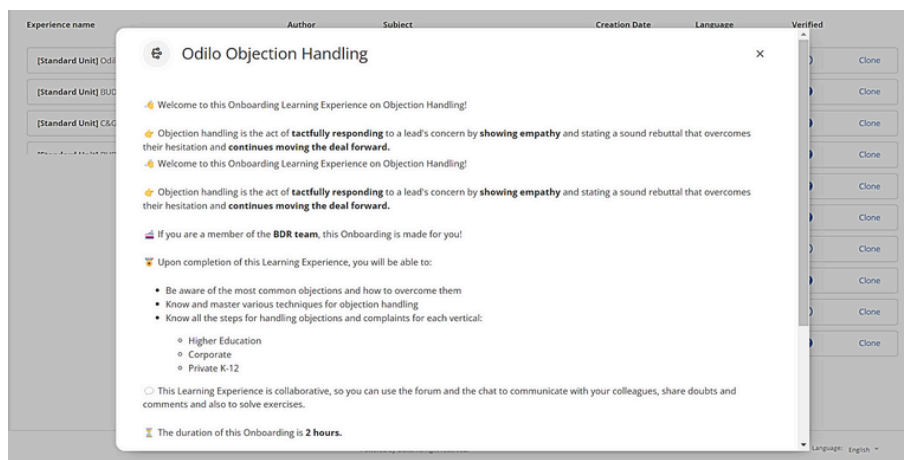 Experience name Author Subject Creation Date Language Verified
Odilo Objection Handling ×
[Standard Unit] Odil
Clone
[Standard Unit] BUD
Clone
[Standard Unit] C&G
Clone
Clone
Clone
Clone
Clone
Clone
Clone
Clone
👋 Welcome to this Onboarding Learning Experience on Objection Handling!
👉 Objection handling is the act of tactfully responding to a lead's concern by showing empathy and stating a sound rebuttal that overcomes
their hesitation and continues moving the deal forward.
👋 Welcome to this Onboarding Learning Experience on Objection Handling!
👉 Objection handling is the act of tactfully responding to a lead's concern by showing empathy and stating a sound rebuttal that overcomes
their hesitation and continues moving the deal forward.
If you are a member of the BDR team, this Onboarding is made for you!
Upon completion of this Learning Experience, you will be able to:
• Be aware of the most common objections and how to overcome them
• Know and master various techniques for objection handling
• Know all the steps for handling objections and complaints for each vertical:
◦ Higher Education
◦ Corporate
◦ Private K-12
💬 This Learning Experience is collaborative, so you can use the forum and the chat to communicate with your colleagues, share doubts and
comments and also to solve exercises.
⏳ The duration of this Onboarding is 2 hours.
Language: English